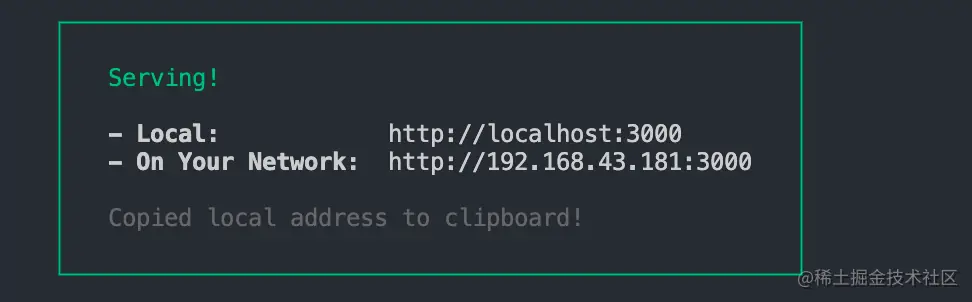 Serving!
- Local: http://localhost:3000
- On Your Network: http://192.168.43.181:3000
Copied local address to clipboard!
@稀土掘金技术社区